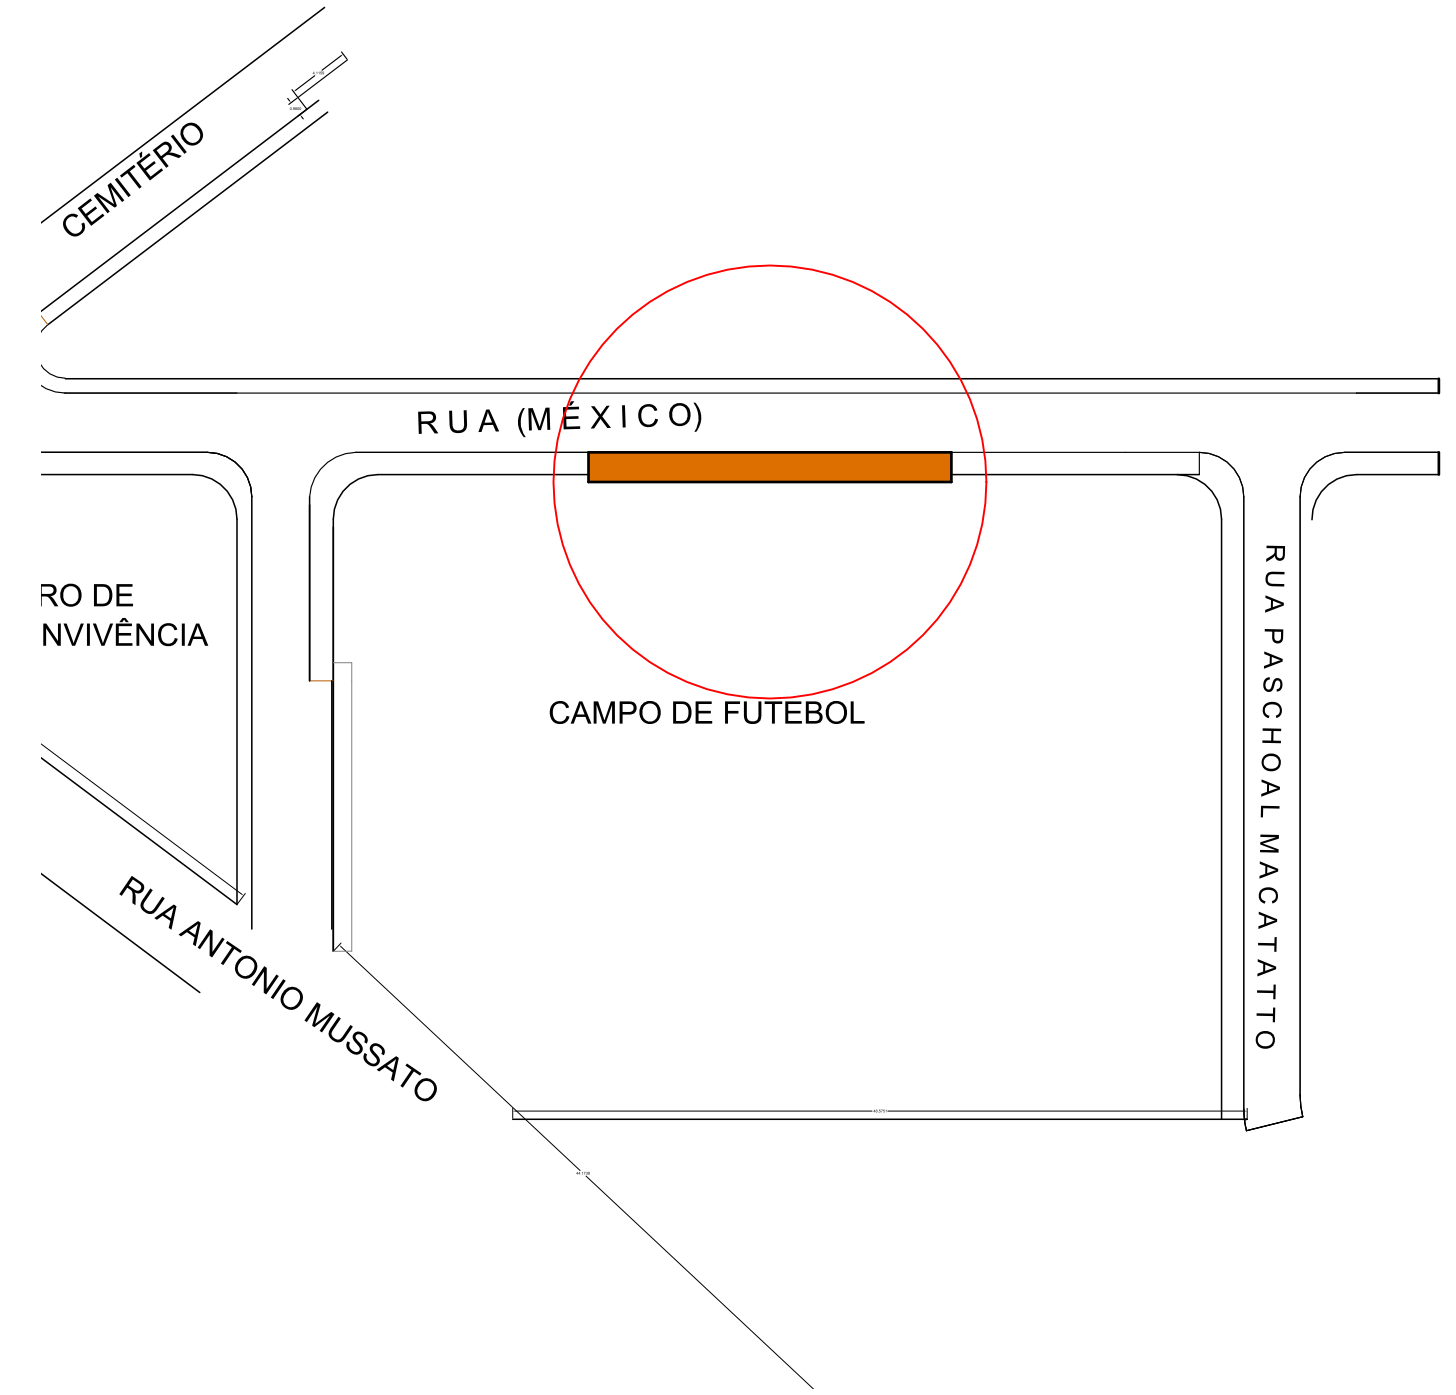 CEMITÉRIO
RUA (MÉXICO)
RO DE
NVIVÊNCIA
CAMPO DE FUTEBOL
RUA PASCHOAL MACATATTO
RUA ANTONIO MUSSATO